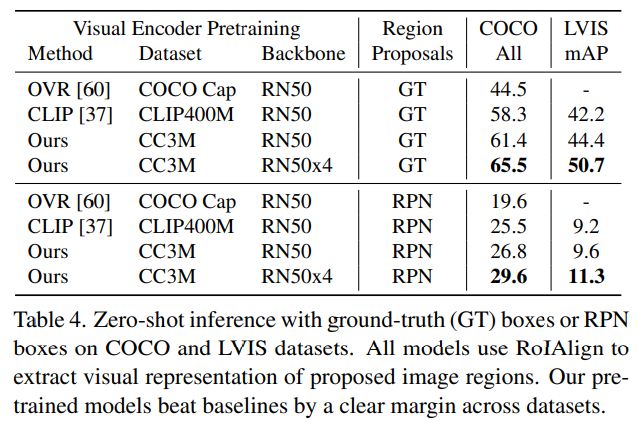 Visual Encoder Pretraining Region COCO LVIS
Method Dataset Backbone Proposals All mAP
OVR [60] COCO Cap RN50 GT 44.5 -
CLIP [37] CLIP400M RN50 GT 58.3 42.2
Ours CC3M RN50 GT 61.4 44.4
Ours CC3M RN50x4 GT 65.5 50.7
OVR [60] COCO Cap RN50 RPN 19.6 -
CLIP [37] CLIP400M RN50 RPN 25.5 9.2
Ours CC3M RN50 RPN 26.8 9.6
Ours CC3M RN50x4 RPN 29.6 11.3
Table 4. Zero-shot inference with ground-truth (GT) boxes or RPN
boxes on COCO and LVIS datasets. All models use RoIAlign to
extract visual representation of proposed image regions. Our pre-
trained models beat baselines by a clear margin across datasets.